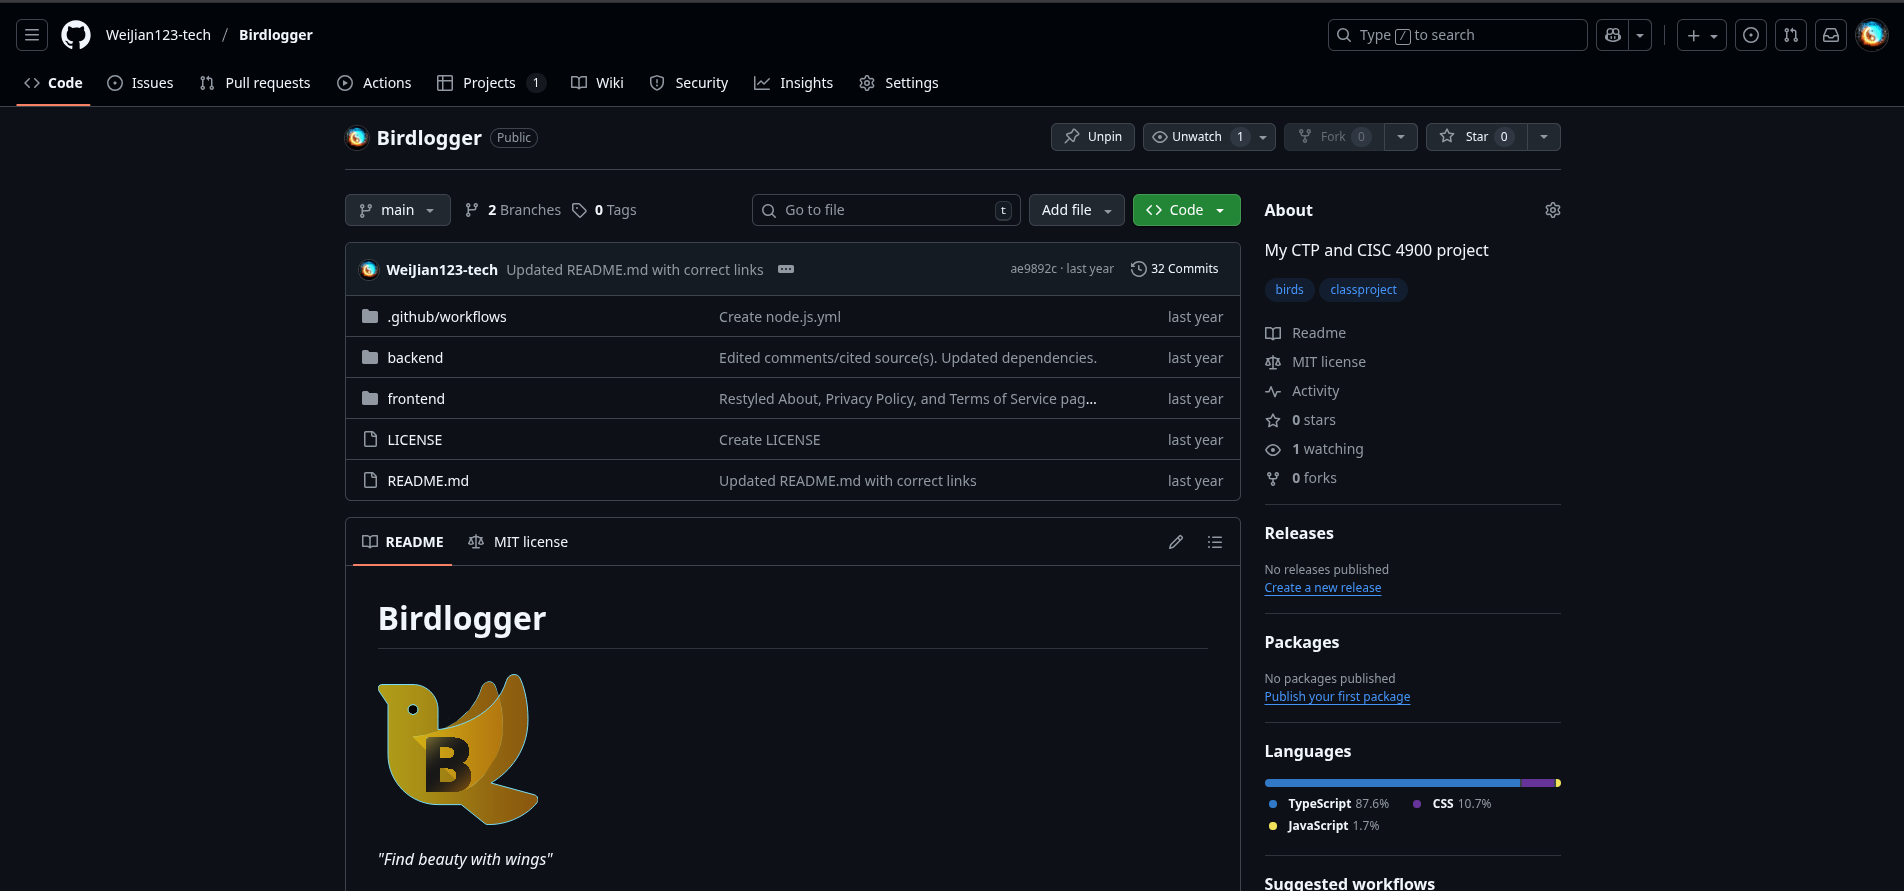 WeiJian123-tech / Birdlogger
Type / to search
Code Issues Pull requests Actions Projects 1 Wiki Security Insights Settings
Birdlogger Public
Unpin Unwatch 1 Fork 0 Star 0
main 2 Branches 0 Tags Go to file t Add file Code
WeiJian123-tech Updated README.md with correct links ae9892c · last year 32 Commits
.github/workflows Create node.js.yml last year
backend Edited comments/cited source(s). Updated dependencies. last year
frontend Restyled About, Privacy Policy, and Terms of Service pag... last year
LICENSE Create LICENSE last year
README.md Updated README.md with correct links last year
README MIT license
Birdlogger
B
"Find beauty with wings"
About
My CTP and CISC 4900 project
birds classproject
Readme
MIT license
Activity
0 stars
1 watching
0 forks
Releases
No releases published
Create a new release
Packages
No packages published
Publish your first package
Languages
TypeScript 87.6% CSS 10.7%
JavaScript 1.7%
Suggested workflows